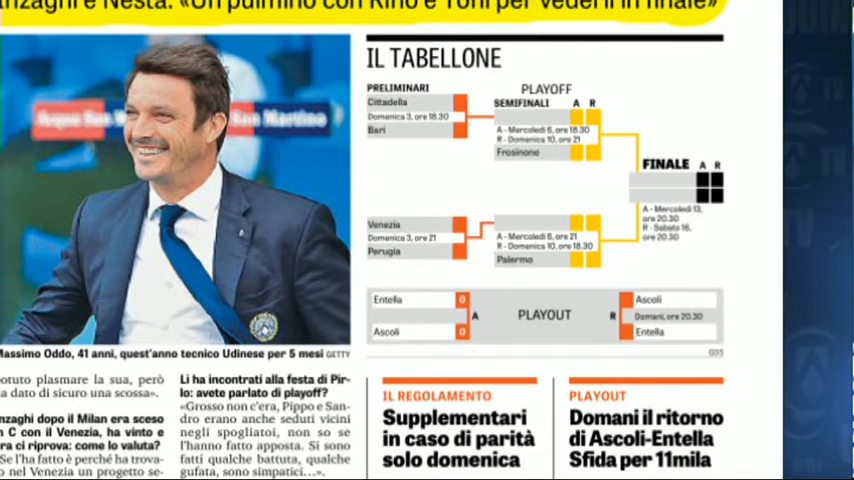 nzaghi e Nesta: «Un pulmino con Rino e Toni per vederli in finale»
IL TABELLONE
PRELIMINARI
Cittadella
Domenica 3, ore 18.30
Bari
PLAYOFF
SEMIFINALI A R
A - Mercoledì 6, ore 18.30
R - Domenica 10, ore 21
Frosinone
FINALE A R
A - Mercoledì 13,
ore 20.30
R - Sabato 16,
ore 20.30
Venezia
Domenica 3, ore 21
Perugia
A - Mercoledì 6, ore 21
R - Domenica 10, ore 18.30
Palermo
Entella 0
Ascoli 0
A PLAYOUT R
Ascoli
Domani, ore 20.30
Entella
GDS
San Martino
Massimo Oddo, 41 anni, quest'anno tecnico Udinese per 5 mesi GETTY
otuto plasmare la sua, però
a dato di sicuro una scossa».
nzaghi dopo il Milan era sceso
n C con il Venezia, ha vinto e
ra ci riprova: come lo valuta?
Se l'ha fatto è perché ha trova-
o nel Venezia un progetto se-
Li ha incontrati alla festa di Pir-
lo: avete parlato di playoff?
«Grosso non c'era, Pippo e San-
dro erano anche seduti vicini
negli spogliatoi, non so se
l'hanno fatto apposta. Si sono
fatti qualche battuta, qualche
gufata, sono simpatici...».
IL REGOLAMENTO
Supplementari
in caso di parità
solo domenica
PLAYOUT
Domani il ritorno
di Ascoli-Entella
Sfida per 11mila
TV
TV